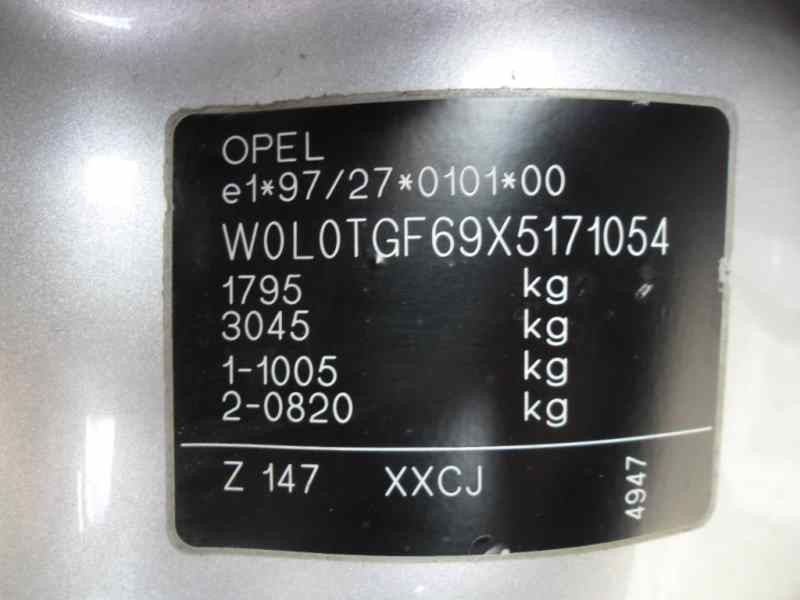 OPEL
e1*97/27*0101*00
W0L0TGF69X5171054
1795 kg
3045 kg
1-1005 kg
2-0820 kg
Z 147 XXCJ
4947